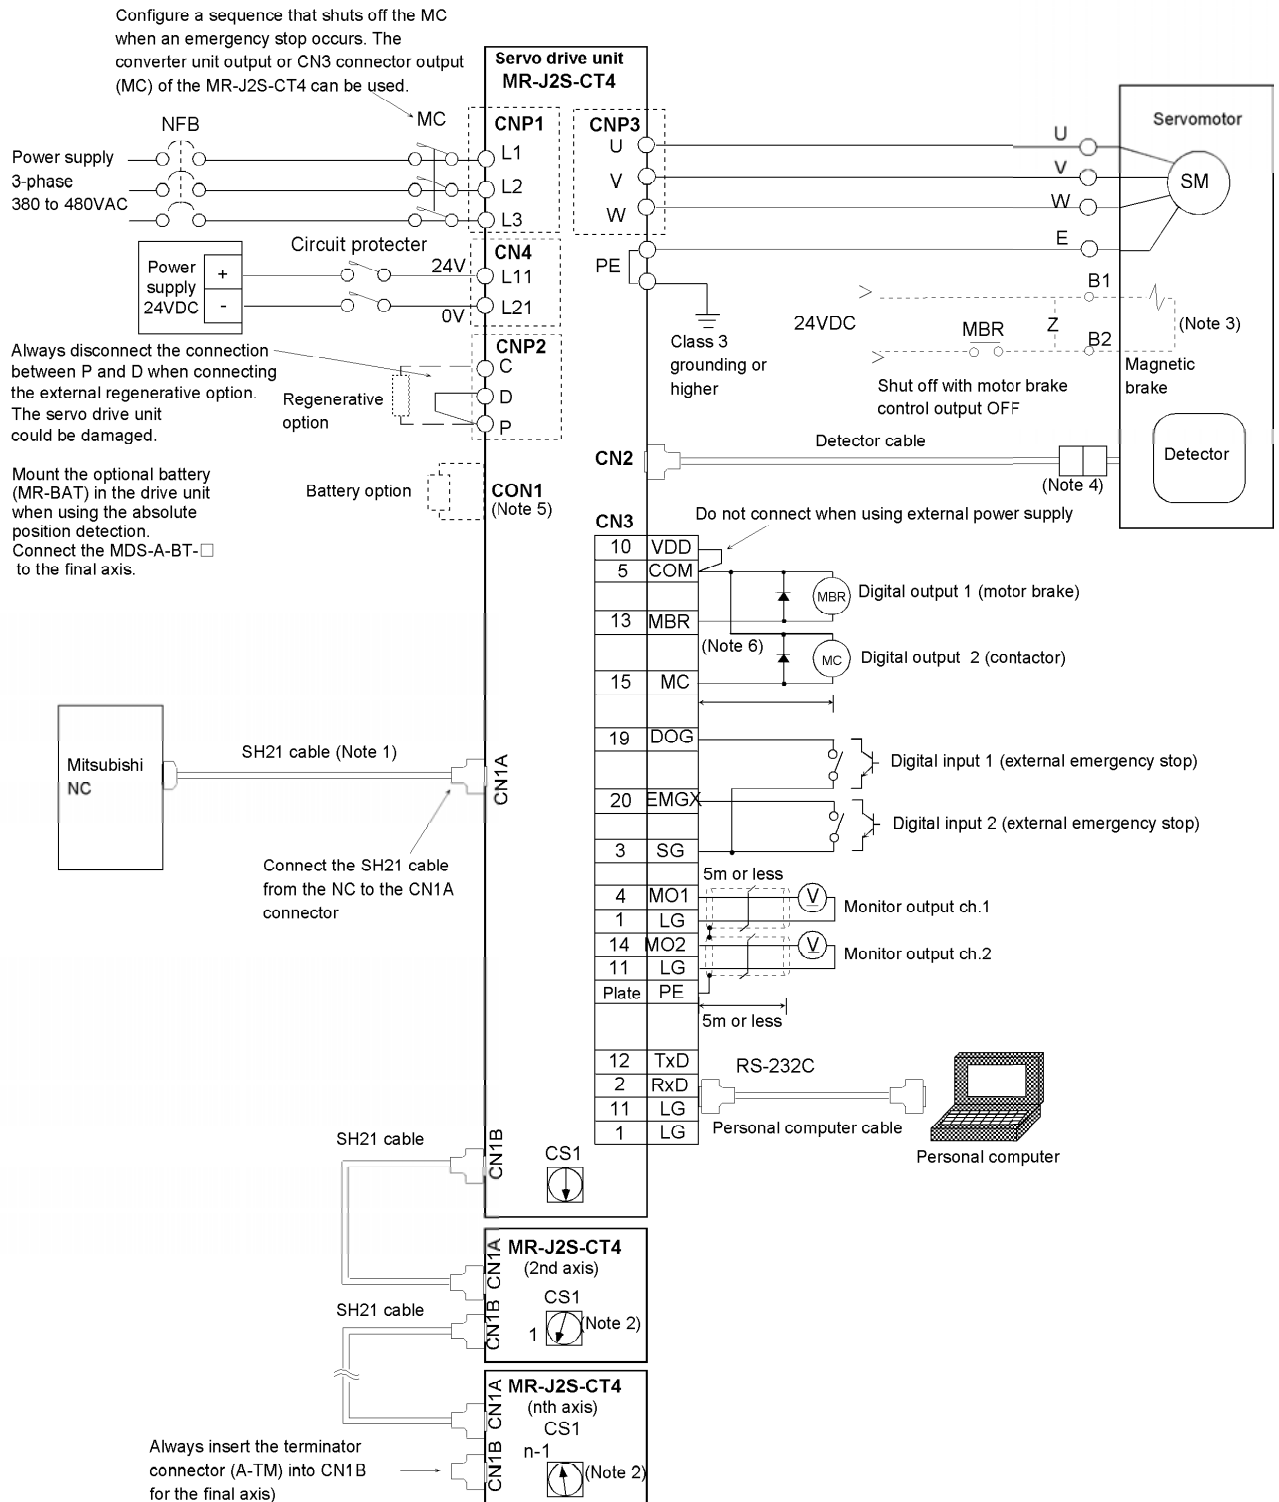 Configure a sequence that shuts off the MC
when an emergency stop occurs. The
converter unit output or CN3 connector output
(MC) of the MR-J2S-CT4 can be used.
Servo drive unit
MR-J2S-CT4
NFB
MC
CNP1
CNP3
Power supply
3-phase
380 to 480VAC
L1
L2
L3
U
V
W
U
V
W
E
Servomotor
SM
Circuit protecter
CN4
Power
supply
24VDC
+
-
24V
0V
L11
L21
PE
Class 3
grounding or
higher
24VDC
MBR
Z
B1
B2
(Note 3)
Magnetic
brake
Shut off with motor brake
control output OFF
CNP2
C
D
P
Always disconnect the connection
between P and D when connecting
the external regenerative option.
The servo drive unit
could be damaged.
Regenerative
option
CN2
Detector cable
(Note 4)
Detector
Mount the optional battery
(MR-BAT) in the drive unit
when using the absolute
position detection.
Connect the MDS-A-BT-□
to the final axis.
Battery option
CON1
(Note 5)
CN3
Do not connect when using external power supply
10 VDD
5 COM
13 MBR
15 MC
19 DOG
20 EMGX
3 SG
4 MO1
1 LG
14 MO2
11 LG
Plate PE
12 TxD
2 RxD
11 LG
1 LG
MBR
Digital output 1 (motor brake)
(Note 6)
MC
Digital output 2 (contactor)
Digital input 1 (external emergency stop)
Digital input 2 (external emergency stop)
5m or less
V
Monitor output ch.1
V
Monitor output ch.2
5m or less
RS-232C
Personal computer cable
Personal computer
Mitsubishi
NC
SH21 cable (Note 1)
CN1A
Connect the SH21 cable
from the NC to the CN1A
connector
SH21 cable
CN1B
CS1
CN1A
MR-J2S-CT4
(2nd axis)
CS1
1
(Note 2)
SH21 cable
CN1B
CN1A
MR-J2S-CT4
(nth axis)
CS1
n-1
(Note 2)
CN1B
Always insert the terminator
connector (A-TM) into CN1B
for the final axis)